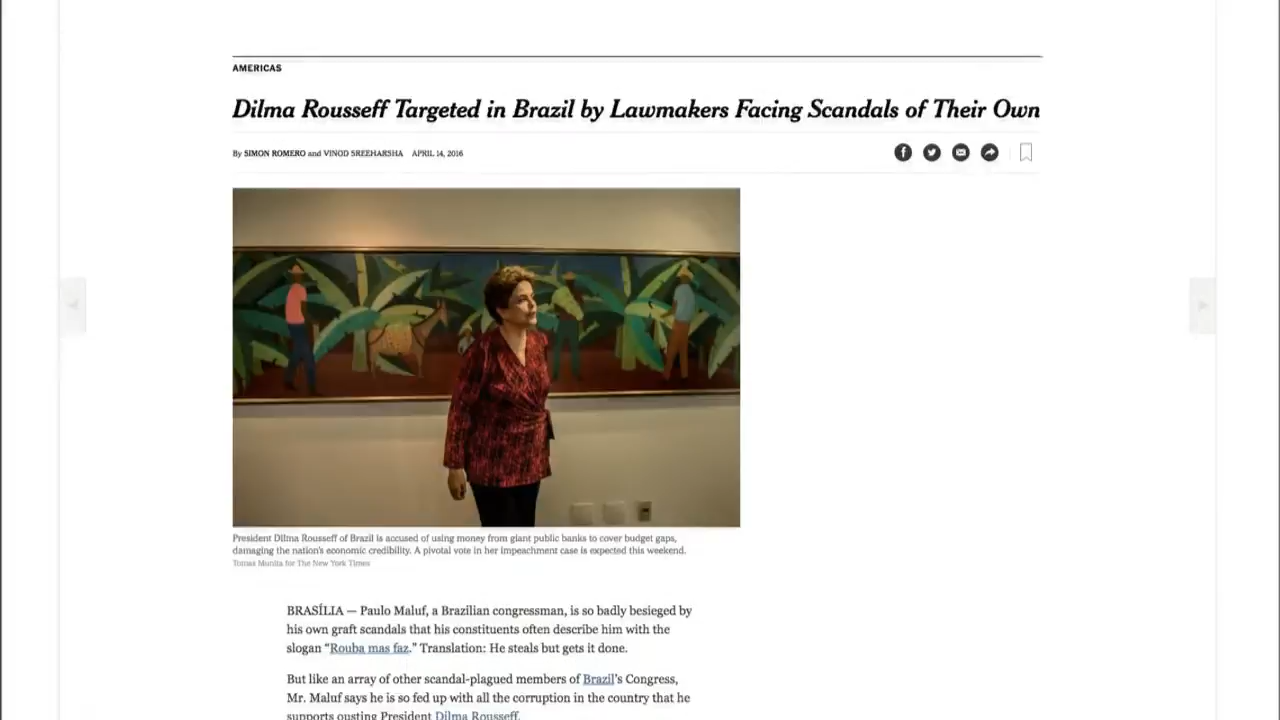 AMERICAS
Dilma Rousseff Targeted in Brazil by Lawmakers Facing Scandals of Their Own
By SIMON ROMERO and VINOD SREEHARSHA APRIL 14, 2016
President Dilma Rousseff of Brazil is accused of using money from giant public banks to cover budget gaps,
damaging the nation's economic credibility. A pivotal vote in her impeachment case is expected this weekend.
Tomas Munita for The New York Times
BRASÍLIA — Paulo Maluf, a Brazilian congressman, is so badly besieged by
his own graft scandals that his constituents often describe him with the
slogan “Rouba mas faz.” Translation: He steals but gets it done.
But like an array of other scandal-plagued members of Brazil’s Congress,
Mr. Maluf says he is so fed up with all the corruption in the country that he
supports ousting President Dilma Rousseff.